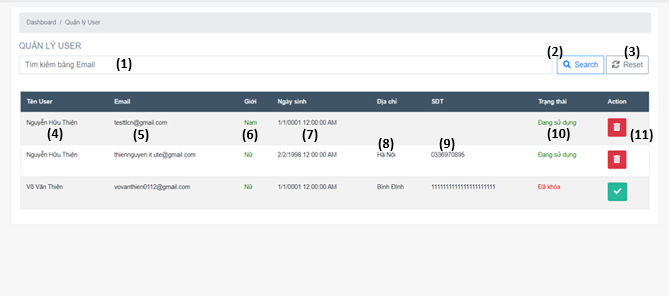 Dashboard / Quản lý User
QUẢN LÝ USER
Tìm kiếm bằng Email (1) (2) Search (3) Reset
Tên User Email Giới Ngày sinh Địa chỉ SDT Trạng thái Action
Nguyễn Hữu Thiện testtlcn@gmail.com Nam 1/1/0001 12:00:00 AM Đang sử dụng
(4) (5) (6) (7) (8) (9) (10) (11)
Nguyễn Hữu Thiện thiennguyen.it.ute@gmail.com Nữ 2/2/1998 12:00:00 AM Hà Nội 0336970895 Đang sử dụng
Võ Văn Thiên vovanthien0112@gmail.com Nữ 1/1/0001 12:00:00 AM Bình Định Đã khóa